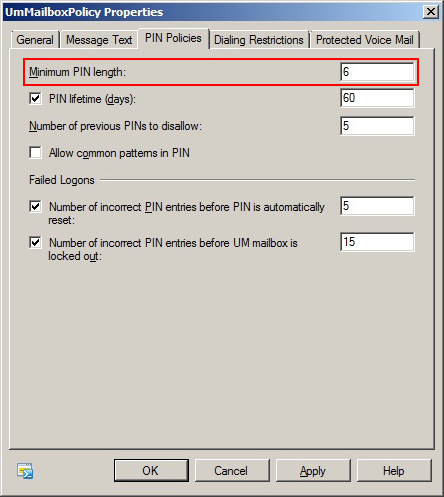 UmMailboxPolicy Properties
General Message Text PIN Policies Dialing Restrictions Protected Voice Mail
Minimum PIN length: 6
PIN lifetime (days): 60
Number of previous PINs to disallow: 5
Allow common patterns in PIN
Failed Logons
Number of incorrect PIN entries before PIN is automatically 5
reset:
Number of incorrect PIN entries before UM mailbox is 15
locked out:
OK Cancel Apply Help